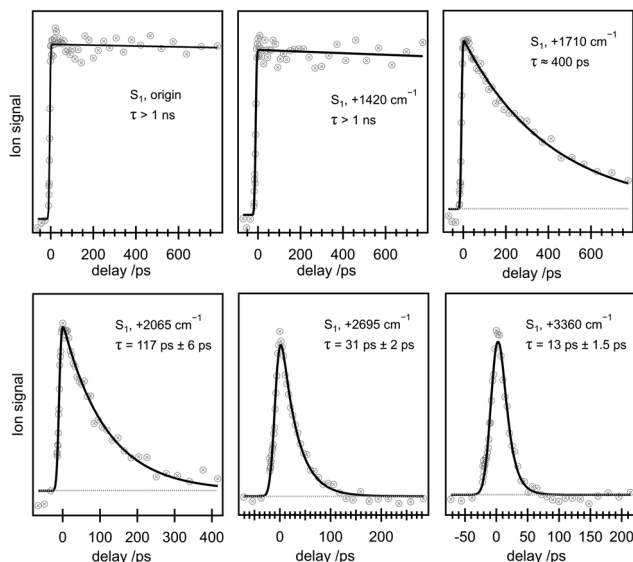 Ion signal
S₁, origin
τ > 1 ns
0 200 400 600
delay /ps
S₁, +1420 cm⁻¹
τ > 1 ns
0 200 400 600
delay /ps
S₁, +1710 cm⁻¹
τ ≈ 400 ps
0 200 400 600
delay /ps
Ion signal
S₁, +2065 cm⁻¹
τ = 117 ps ± 6 ps
0 100 200 300 400
delay /ps
S₁, +2695 cm⁻¹
τ = 31 ps ± 2 ps
0 100 200
delay /ps
S₁, +3360 cm⁻¹
τ = 13 ps ± 1.5 ps
-50 0 50 100 150 200
delay /ps